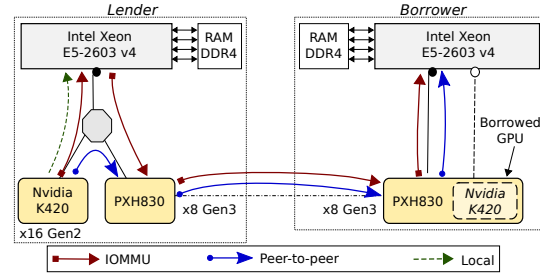 Lender
Borrower
Intel Xeon
E5-2603 v4
RAM
DDR4
RAM
DDR4
Intel Xeon
E5-2603 v4
Borrowed
GPU
Nvidia
K420
PXH830
x8 Gen3
x8 Gen3
PXH830
Nvidia
K420
x16 Gen2
IOMMU
Peer-to-peer
Local